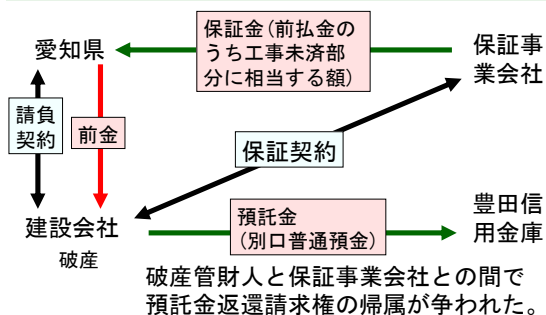 保証金(前払金の
うち工事未済部
分に相当する額)
愛知県
保証事
業会社
請負
契約
前金
保証契約
建設会社
破産
預託金
(別口普通預金)
豊田信
用金庫
破産管財人と保証事業会社との間で
預託金返還請求権の帰属が争われた。